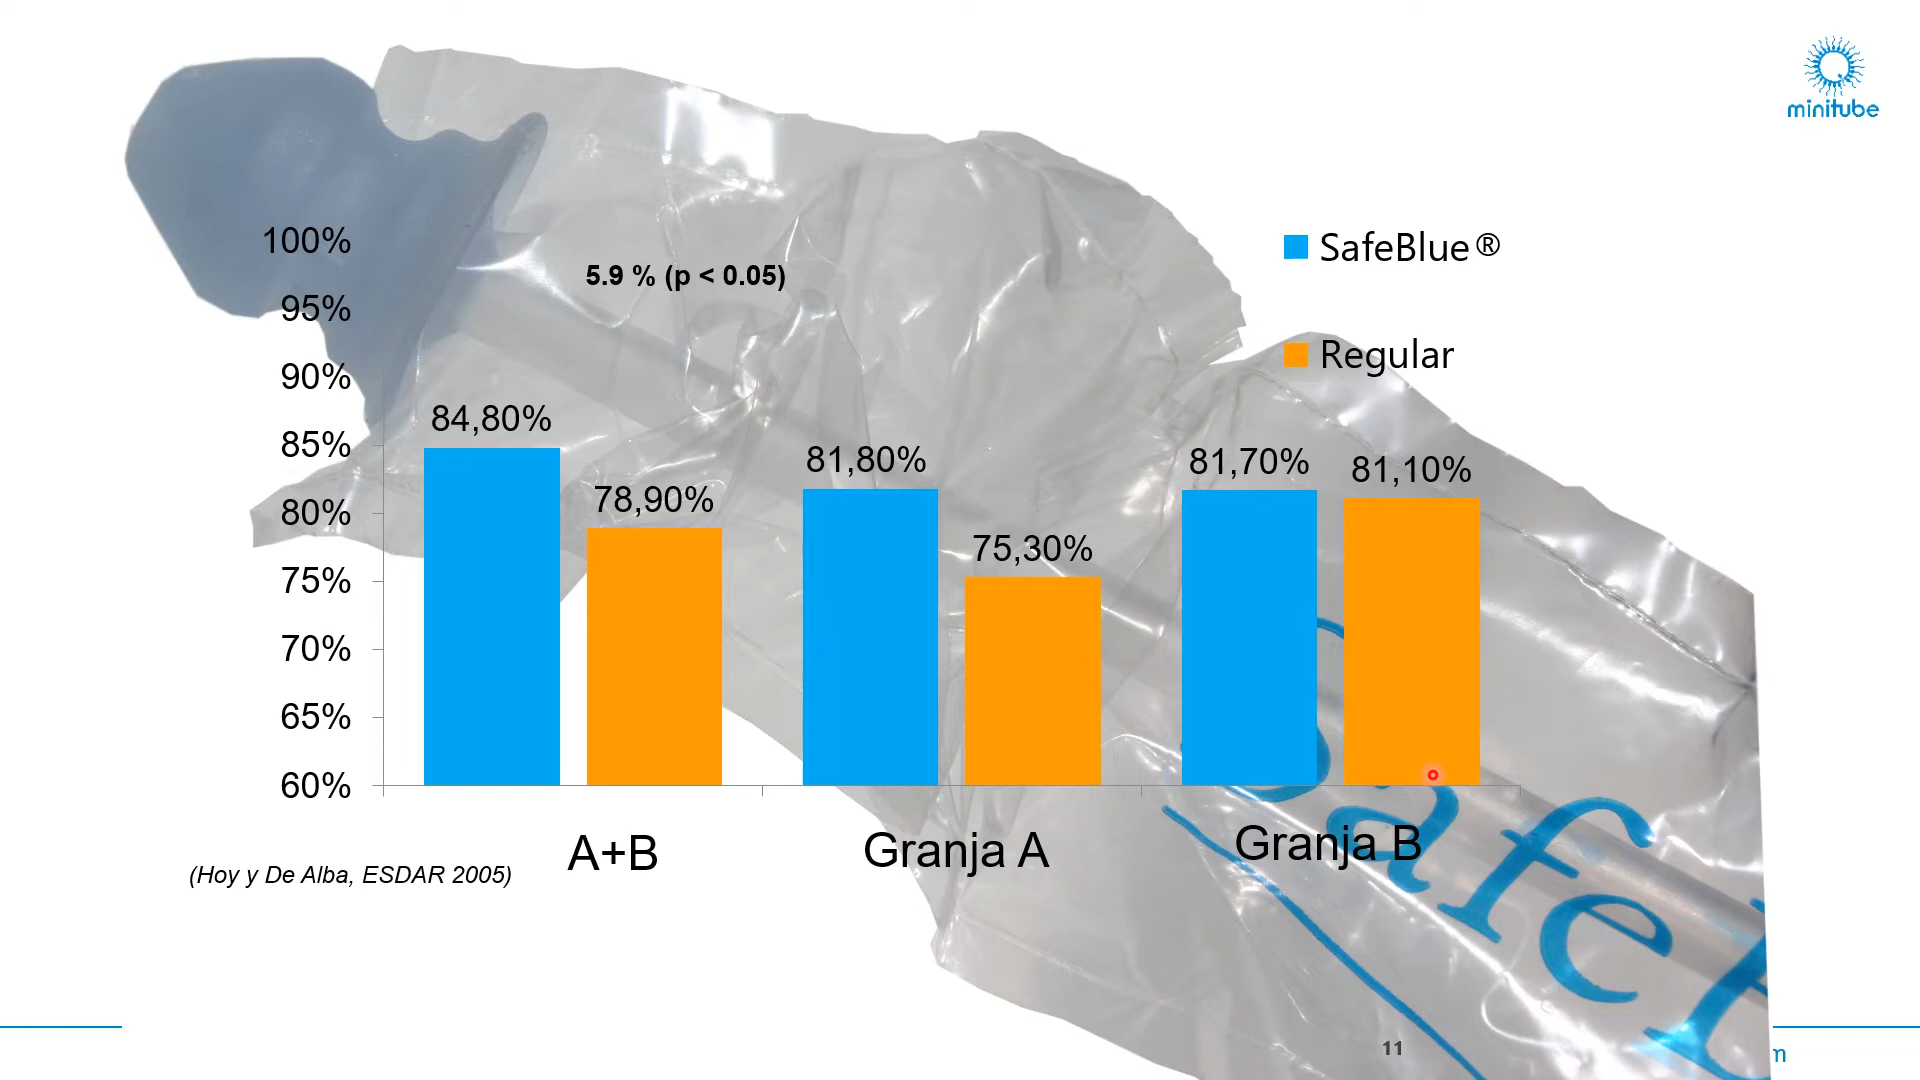 minitube
100%
95%
90%
85%
80%
75%
70%
65%
60%
5.9 % (p < 0.05)
SafeBlue®
Regular
84,80%
78,90%
81,80%
75,30%
81,70%
81,10%
A+B
Granja A
Granja B
(Hoy y De Alba, ESDAR 2005)
11